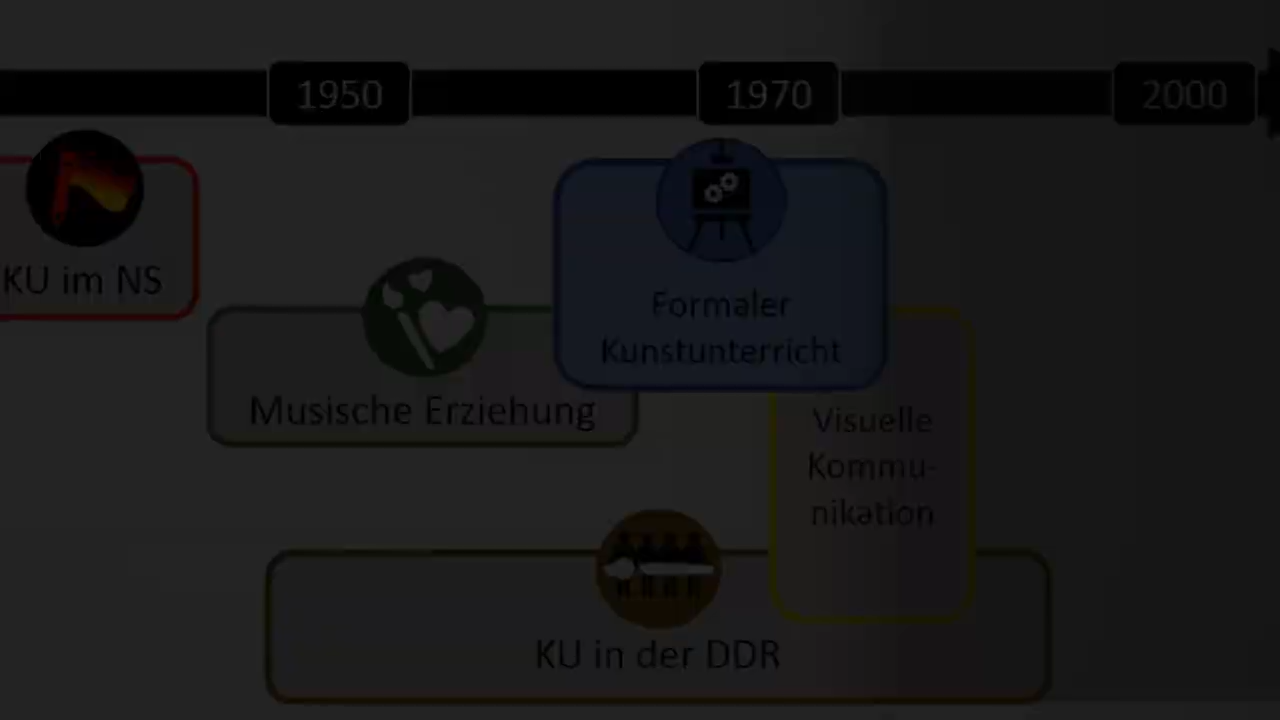 1950
1970
2000
KU im NS
Formaler
Kunstunterricht
Musische Erziehung
Visuelle
Kommu-
nikation
KU in der DDR